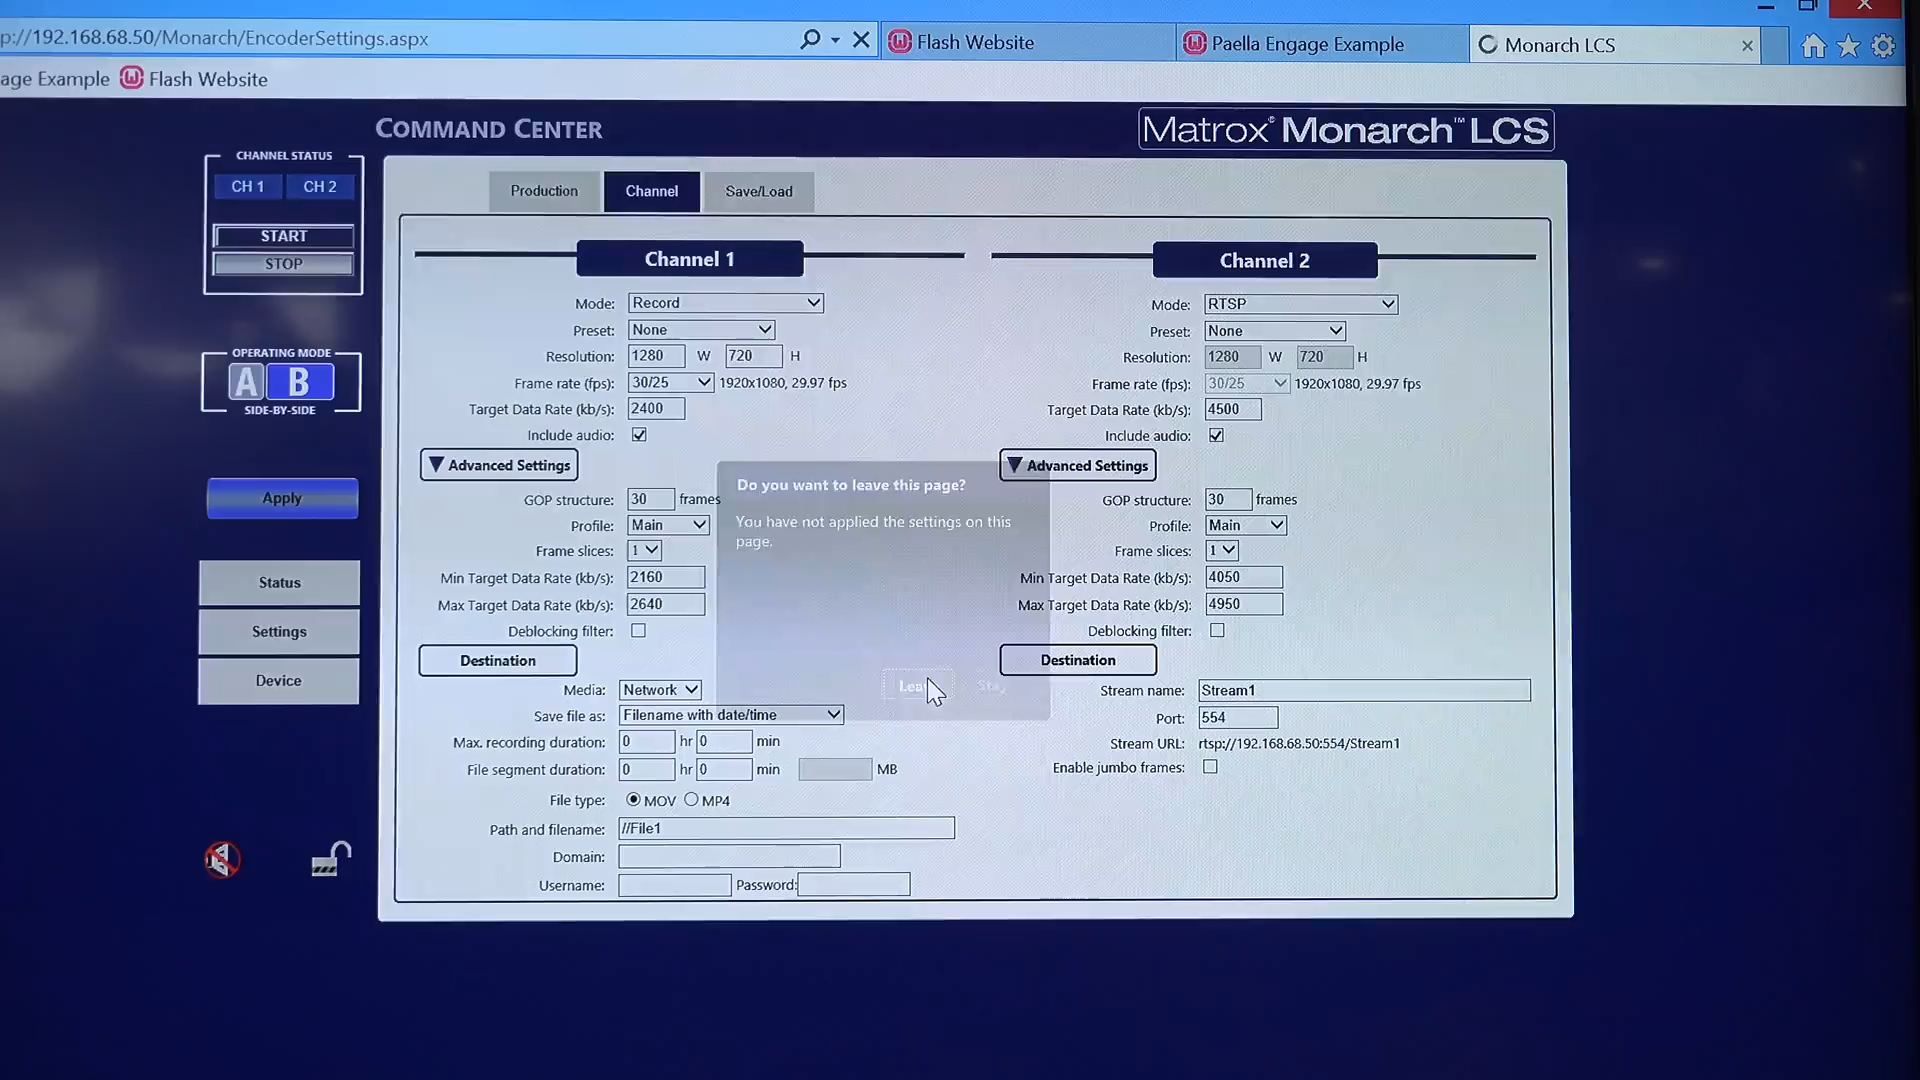 p://192.168.68.50/Monarch/EncoderSettings.aspx
Flash Website
Paella Engage Example
Monarch LCS
age Example
Flash Website
COMMAND CENTER
Matrox® Monarch™ LCS
CHANNEL STATUS
CH 1 CH 2
START
STOP
OPERATING MODE
A B
SIDE-BY-SIDE
Apply
Status
Settings
Device
Production Channel Save/Load
Channel 1
Mode: Record
Preset: None
Resolution: 1280 W 720 H
Frame rate (fps): 30/25 1920x1080, 29.97 fps
Target Data Rate (kb/s): 2400
Include audio:
Advanced Settings
GOP structure: 30 frames
Profile: Main
Frame slices: 1
Min Target Data Rate (kb/s): 2160
Max Target Data Rate (kb/s): 2640
Deblocking filter:
Destination
Media: Network
Save file as: Filename with date/time
Max. recording duration: 0 hr 0 min
File segment duration: 0 hr 0 min MB
File type: MOV MP4
Path and filename: //File1
Domain:
Username: Password:
Channel 2
Mode: RTSP
Preset: None
Resolution: 1280 W 720 H
Frame rate (fps): 30/25 1920x1080, 29.97 fps
Target Data Rate (kb/s): 4500
Include audio:
Advanced Settings
GOP structure: 30 frames
Profile: Main
Frame slices: 1
Min Target Data Rate (kb/s): 4050
Max Target Data Rate (kb/s): 4950
Deblocking filter:
Destination
Stream name: Stream1
Port: 554
Stream URL: rtsp://192.168.68.50:554/Stream1
Enable jumbo frames:
Do you want to leave this page?
You have not applied the settings on this
page.